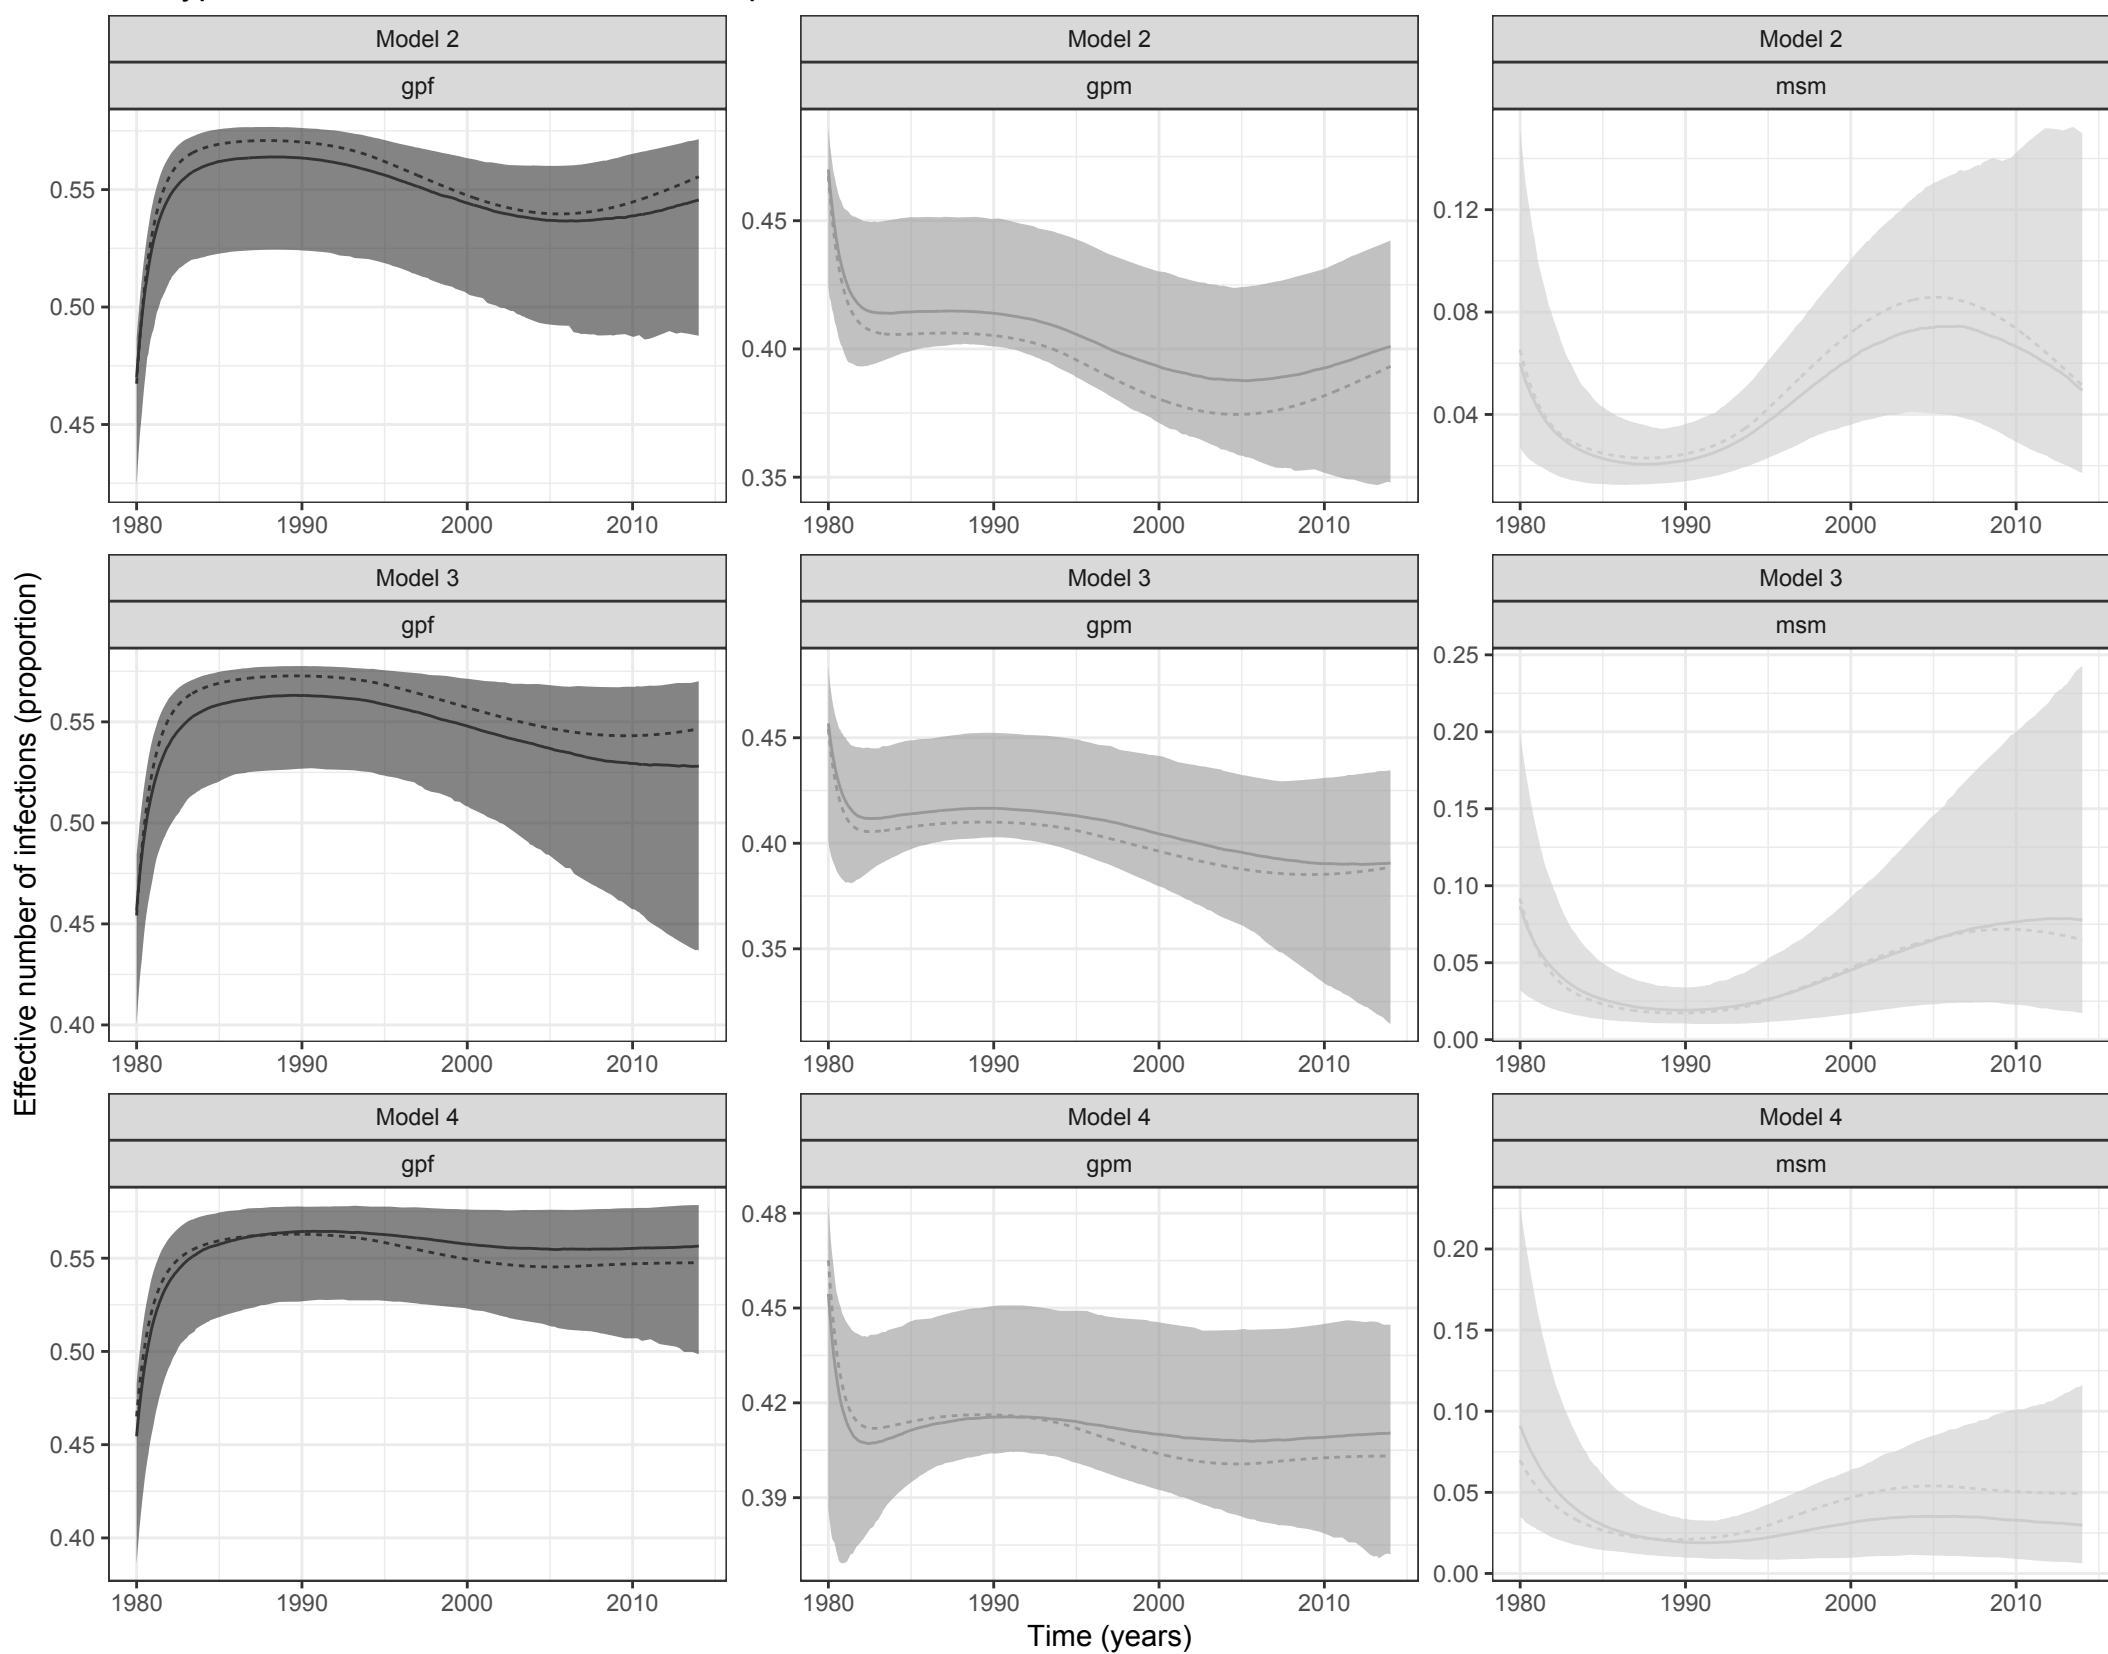 Model 2 Model 2 Model 2
gpf gpm msm
0.55 0.50 0.45
0.45 0.40 0.35
0.12 0.08 0.04
1980 1990 2000 2010 1980 1990 2000 2010 1980 1990 2000 2010
Effective number of infections (proportion)
Model 3 Model 3 Model 3
gpf gpm msm
0.55 0.50 0.45 0.40
0.45 0.40 0.35
0.25 0.20 0.15 0.10 0.05 0.00
1980 1990 2000 2010 1980 1990 2000 2010 1980 1990 2000 2010
Model 4 Model 4 Model 4
gpf gpm msm
0.55 0.50 0.45 0.40
0.48 0.45 0.42 0.39
0.20 0.15 0.10 0.05 0.00
1980 1990 2000 2010 1980 1990 2000 2010 1980 1990 2000 2010
Time (years)